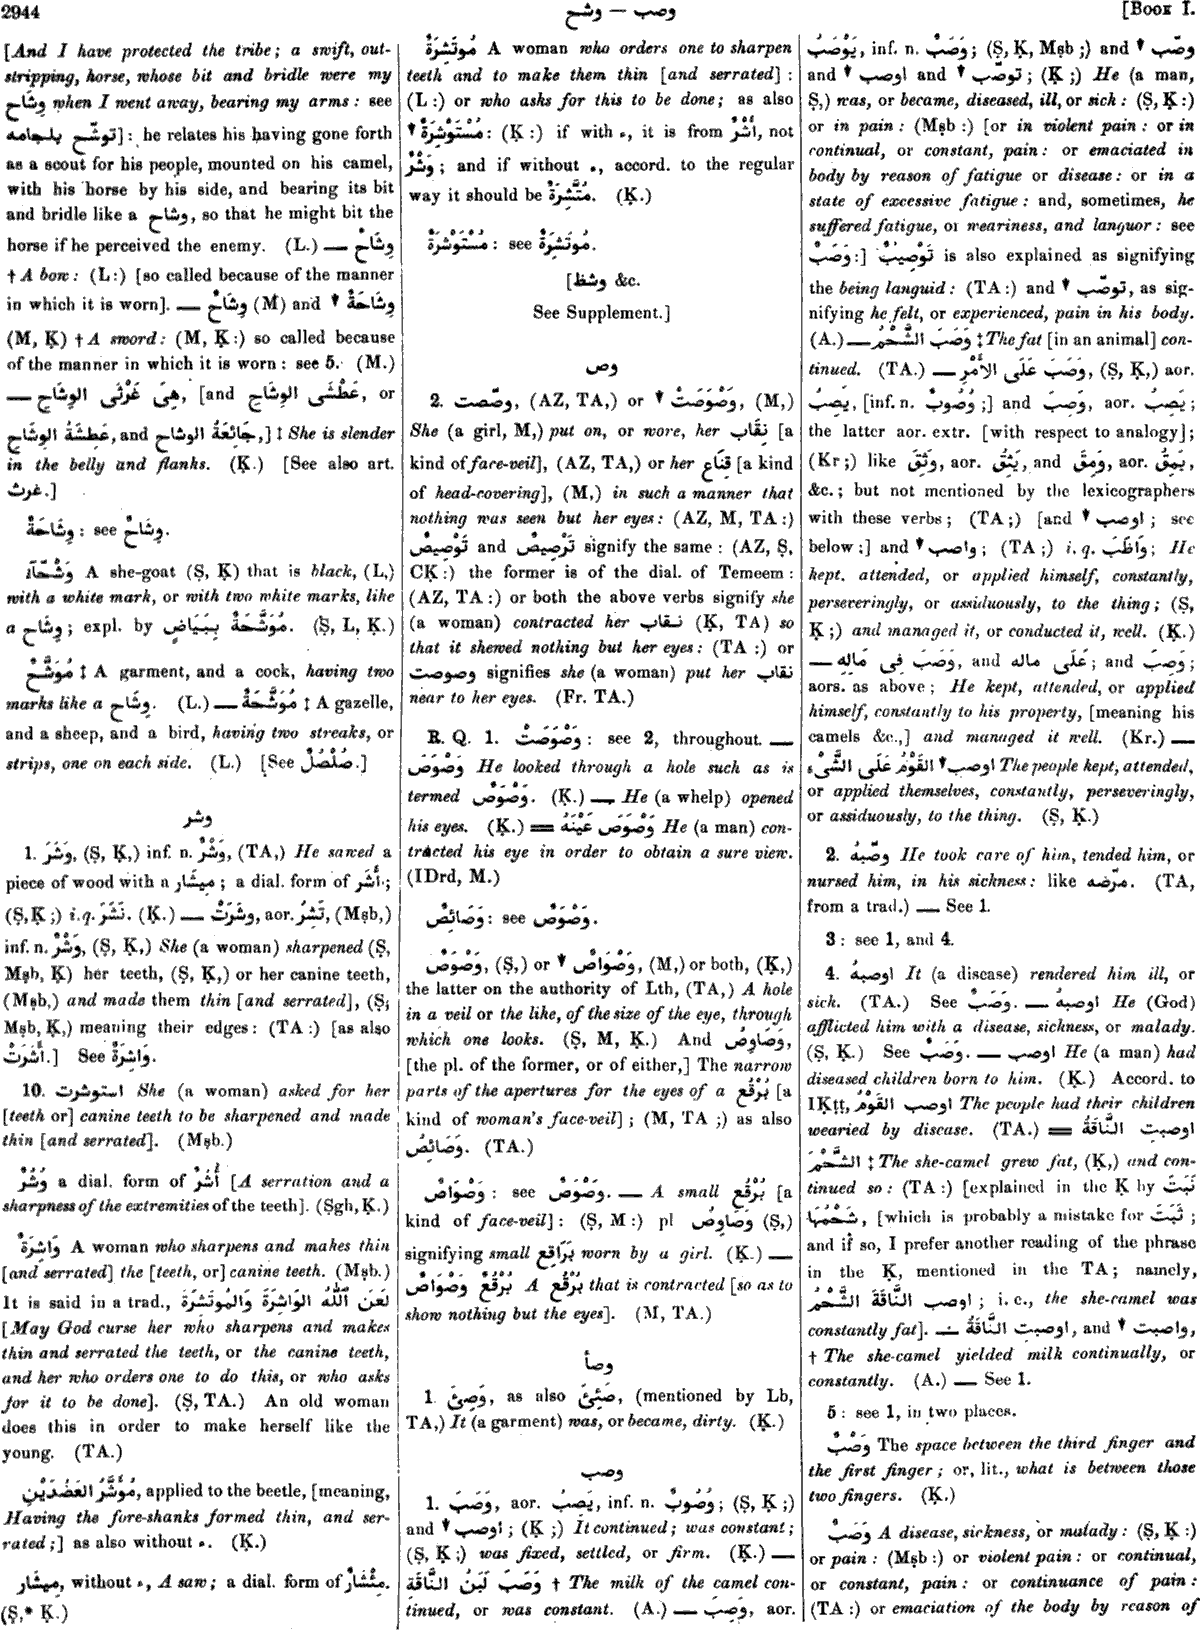 2944
وصب — وشح
[BOOK I.
[And I have protected the tribe; a swift, out-
stripping, horse, whose bit and bridle were my
وِشَاح when I went away, bearing my arms: see
توشّح بلجامه]: he relates his having gone forth
as a scout for his people, mounted on his camel,
with his horse by his side, and bearing its bit
and bridle like a وشاح, so that he might bit the
horse if he perceived the enemy. (L.) — وِشَاحٌ
† A bow: (L:) [so called because of the manner
in which it is worn]. — وِشَاحٌ (M) and ▼ وِشَاحَةٌ
(M, Ḳ) † A sword: (M, Ḳ:) so called because
of the manner in which it is worn: see 5. (M.)
— هِىَ غَرْثَى الوِشَاحِ, [and عَطْشَى الوِشَاحِ, or
جَائِعَةُ الوشاح, and عَطِشَةُ الوِشَاحِ,] ‡ She is slender
in the belly and flanks. (Ḳ.) [See also art.
غرث.]
وِشَاحَةٌ: see وِشَاحٌ.
وَشْحَآءُ A she-goat (Ṣ, Ḳ) that is black, (L,)
with a white mark, or with two white marks, like
a وِشَاح; expl. by مُوَشَّحَةٌ بِبَيَاضٍ. (Ṣ, L, Ḳ.)
مُوَشَّحٌ ‡ A garment, and a cock, having two
marks like a وِشَاح. (L.) — مُوَشَّحَةٌ ‡ A gazelle,
and a sheep, and a bird, having two streaks, or
strips, one on each side. (L.) [See صُلْصُلٌ.]
وشر
1. وَشَرَ, (Ṣ, Ḳ,) inf. n. وَشْرٌ, (TA,) He sawed a
piece of wood with a مِيشَار; a dial. form of أَشَرَ;
(Ṣ, Ḳ;) i. q. نَشَرَ. (Ḳ.) — وشَرَتْ, aor. تَشِرُ, (Mṣb,)
inf. n. وَشْرٌ, (Ṣ, Ḳ,) She (a woman) sharpened (Ṣ,
Mṣb, Ḳ) her teeth, (Ṣ, Ḳ,) or her canine teeth,
(Mṣb,) and made them thin [and serrated], (Ṣ,
Mṣb, Ḳ,) meaning their edges: (TA:) [as also
أَشَرَتْ.] See وَاشِرَةٌ.
10. استوشرت She (a woman) asked for her
[teeth or] canine teeth to be sharpened and made
thin [and serrated]. (Mṣb.)
وُشُرٌ a dial. form of أُشُرٌ [A serration and a
sharpness of the extremities of the teeth]. (Ṣgh, Ḳ.)
وَاشِرَةٌ A woman who sharpens and makes thin
[and serrated] the [teeth, or] canine teeth. (Mṣb.)
It is said in a trad., لَعَنَ ٱللّٰهُ الوَاشِرَةَ وَالمُوتَشِرَةَ
[May God curse her who sharpens and makes
thin and serrated the teeth, or the canine teeth,
and her who orders one to do this, or who asks
for it to be done]. (Ṣ, TA.) An old woman
does this in order to make herself like the
young. (TA.)
مُوَشَّرُ العَضُدَيْنِ, applied to the beetle, [meaning,
Having the fore-shanks formed thin, and ser-
rated;] as also without ء. (Ḳ.)
مِيشار, without ء, A saw; a dial. form of مِئْشَارٌ.
(Ṣ,* Ḳ.)
مُوتَشِرَةٌ A woman who orders one to sharpen
teeth and to make them thin [and serrated]:
(L:) or who asks for this to be done; as also
▼ مُسْتَوْشِرَةٌ: (Ḳ:) if with ء, it is from أَشْرٌ, not
وَشْرٌ; and if without ء, accord. to the regular
way it should be مُتَّشِرَةٌ. (Ḳ.)
مُسْتَوْشِرَةٌ: see مُوتَشِرَةٌ.
[وشظ &c.
See Supplement.]
وص
2. وصّصت, (AZ, TA,) or ▼ وَصْوَصَتْ, (M,)
She (a girl, M,) put on, or wore, her نِقَاب [a
kind of face-veil], (AZ, TA,) or her قِنَاع [a kind
of head-covering], (M,) in such a manner that
nothing was seen but her eyes: (AZ, M, TA:)
تَوْصِيصٌ and تَرْصِيصٌ signify the same: (AZ, Ṣ,
CḲ:) the former is of the dial. of Temeem:
(AZ, TA:) or both the above verbs signify she
(a woman) contracted her نقاب (Ḳ, TA) so
that it shewed nothing but her eyes: (TA:) or
وصوصت signifies she (a woman) put her نقاب
near to her eyes. (Fr. TA.)
R. Q. 1. وَصْوَصَتْ: see 2, throughout. —
وَصْوَصَ He looked through a hole such as is
termed وَصْوَصٌ. (Ḳ.) — He (a whelp) opened
his eyes. (Ḳ.) = وَصْوَصَ عَيْنَهُ He (a man) con-
tracted his eye in order to obtain a sure view.
(IDrd, M.)
وَصَائِصُ: see وَصْوَصٌ.
وَصْوَصٌ, (Ṣ,) or ▼ وَصْوَاصٌ, (M,) or both, (Ḳ,)
the latter on the authority of Lth, (TA,) A hole
in a veil or the like, of the size of the eye, through
which one looks. (Ṣ, M, Ḳ.) And وَصَاوِصُ,
[the pl. of the former, or of either,] The narrow
parts of the apertures for the eyes of a بُرْقُع [a
kind of woman's face-veil]; (M, TA;) as also
وَصَائِصُ. (TA.)
وَصْوَاصٌ: see وَصْوَصٌ. — A small بُرْقُع [a
kind of face-veil]: (Ṣ, M:) pl وَصَاوِصُ (Ṣ,)
signifying small بَرَاقِع worn by a girl. (Ḳ.) —
بُرْقُعٌ وَصْوَاصٌ A بُرْقُع that is contracted [so as to
show nothing but the eyes]. (M, TA.)
وصأ
1. وَصِئَ, as also صَئِئَ, (mentioned by Lb,
TA,) It (a garment) was, or became, dirty. (Ḳ.)
وصب
1. وَصَبَ, aor. يَصِبُ, inf. n. وُصُوبٌ; (Ṣ, Ḳ;)
and ▼ اوصب; (Ḳ;) It continued; was constant;
(Ṣ, Ḳ;) was fixed, settled, or firm. (Ḳ.) —
وَصَبَ لَبَنُ النَّاقَةِ † The milk of the camel con-
tinued, or was constant. (A.) — وَصِبَ, aor.
يَوْصَبُ, inf. n. وَصَبٌ; (Ṣ, Ḳ, Mṣb;) and ▼ وصّب
and ▼ اوصب and ▼ توصّب; (Ḳ;) He (a man,
Ṣ,) was, or became, diseased, ill, or sick: (Ṣ, Ḳ:)
or in pain: (Mṣb:) [or in violent pain: or in
continual, or constant, pain: or emaciated in
body by reason of fatigue or disease: or in a
state of excessive fatigue: and, sometimes, he
suffered fatigue, or weariness, and languor: see
وَصَبٌ:] تَوْصِيبٌ is also explained as signifying
the being languid: (TA:) and ▼ توصّب, as sig-
nifying he felt, or experienced, pain in his body.
(A.) — وَصَبَ الشَّحْمُ ‡ The fat [in an animal] con-
tinued. (TA.) — وَصَبَ عَلَى الأَمْرِ, (Ṣ, Ḳ,) aor.
يَصِبُ, [inf. n. وُصُوبٌ;] and وَصِبَ, aor. يَصِبُ;
the latter aor. extr. [with respect to analogy];
(Kr;) like وَثِقَ, aor. يَثِقُ, and وَمِقَ, aor. يَمِقُ,
&c.; but not mentioned by the lexicographers
with these verbs; (TA;) [and ▼ اوصب; see
below;] and ▼ واصب; (TA;) i. q. وَاظَبَ; He
kept, attended, or applied himself, constantly,
perseveringly, or assiduously, to the thing; (Ṣ,
Ḳ;) and managed it, or conducted it, well. (Ḳ.)
— وَصَبَ فِى مَالِهِ, and عَلَى ماله; and وَصِبَ;
aors. as above; He kept, attended, or applied
himself, constantly to his property, [meaning his
camels &c.,] and managed it well. (Kr.) —
▼ اوصب القَوْمُ عَلَى الشَّىْءِ The people kept, attended,
or applied themselves, constantly, perseveringly,
or assiduously, to the thing. (Ṣ, Ḳ.)
2. وصّبهُ He took care of him, tended him, or
nursed him, in his sickness: like مرّضه. (TA,
from a trad.) — See 1.
3: see 1, and 4.
4. اوصبهُ It (a disease) rendered him ill, or
sick. (TA.) See وَصَبٌ. — اوصبهُ He (God)
afflicted him with a disease, sickness, or malady.
(Ṣ, Ḳ.) See وَصَبٌ. — اوصب He (a man) had
diseased children born to him. (Ḳ.) Accord. to
IḲṭṭ, اوصب القَوْمُ The people had their children
wearied by disease. (TA.) = اوصبتِ النَّاقَةُ
الشَّحْمَ ‡ The she-camel grew fat, (Ḳ,) and con-
tinued so: (TA:) [explained in the Ḳ by نَبَتَ
شَحْمُهَا, [which is probably a mistake for ثَبَتَ;
and if so, I prefer another reading of the phrase
in the Ḳ, mentioned in the TA; namely,
اوصب النَّاقَةَ الشَّحْمُ; i. e., the she-camel was
constantly fat]. — اوصبت النَّاقَةُ, and ▼ واصبت,
† The she-camel yielded milk continually, or
constantly. (A.) — See 1.
5: see 1, in two places.
وَصْبٌ The space between the third finger and
the first finger; or, lit., what is between those
two fingers. (Ḳ.)
وَصَبٌ A disease, sickness, or malady: (Ṣ, Ḳ:)
or pain: (Mṣb:) or violent pain: or continual,
or constant, pain: or continuance of pain:
(TA:) or emaciation of the body by reason of